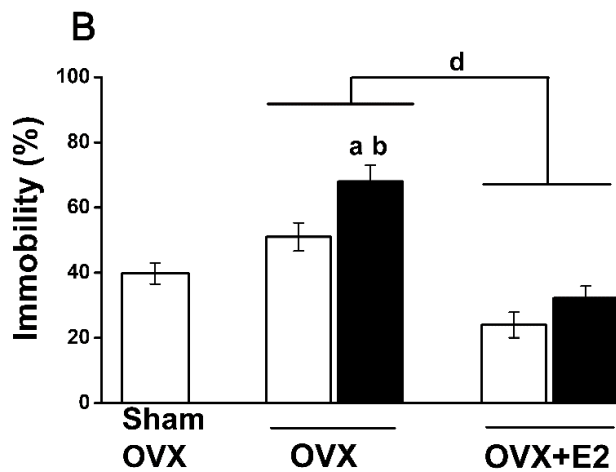 B
d
100
80
60
40
20
0
Immobility (%)
a b
Sham
OVX
OVX
OVX+E2